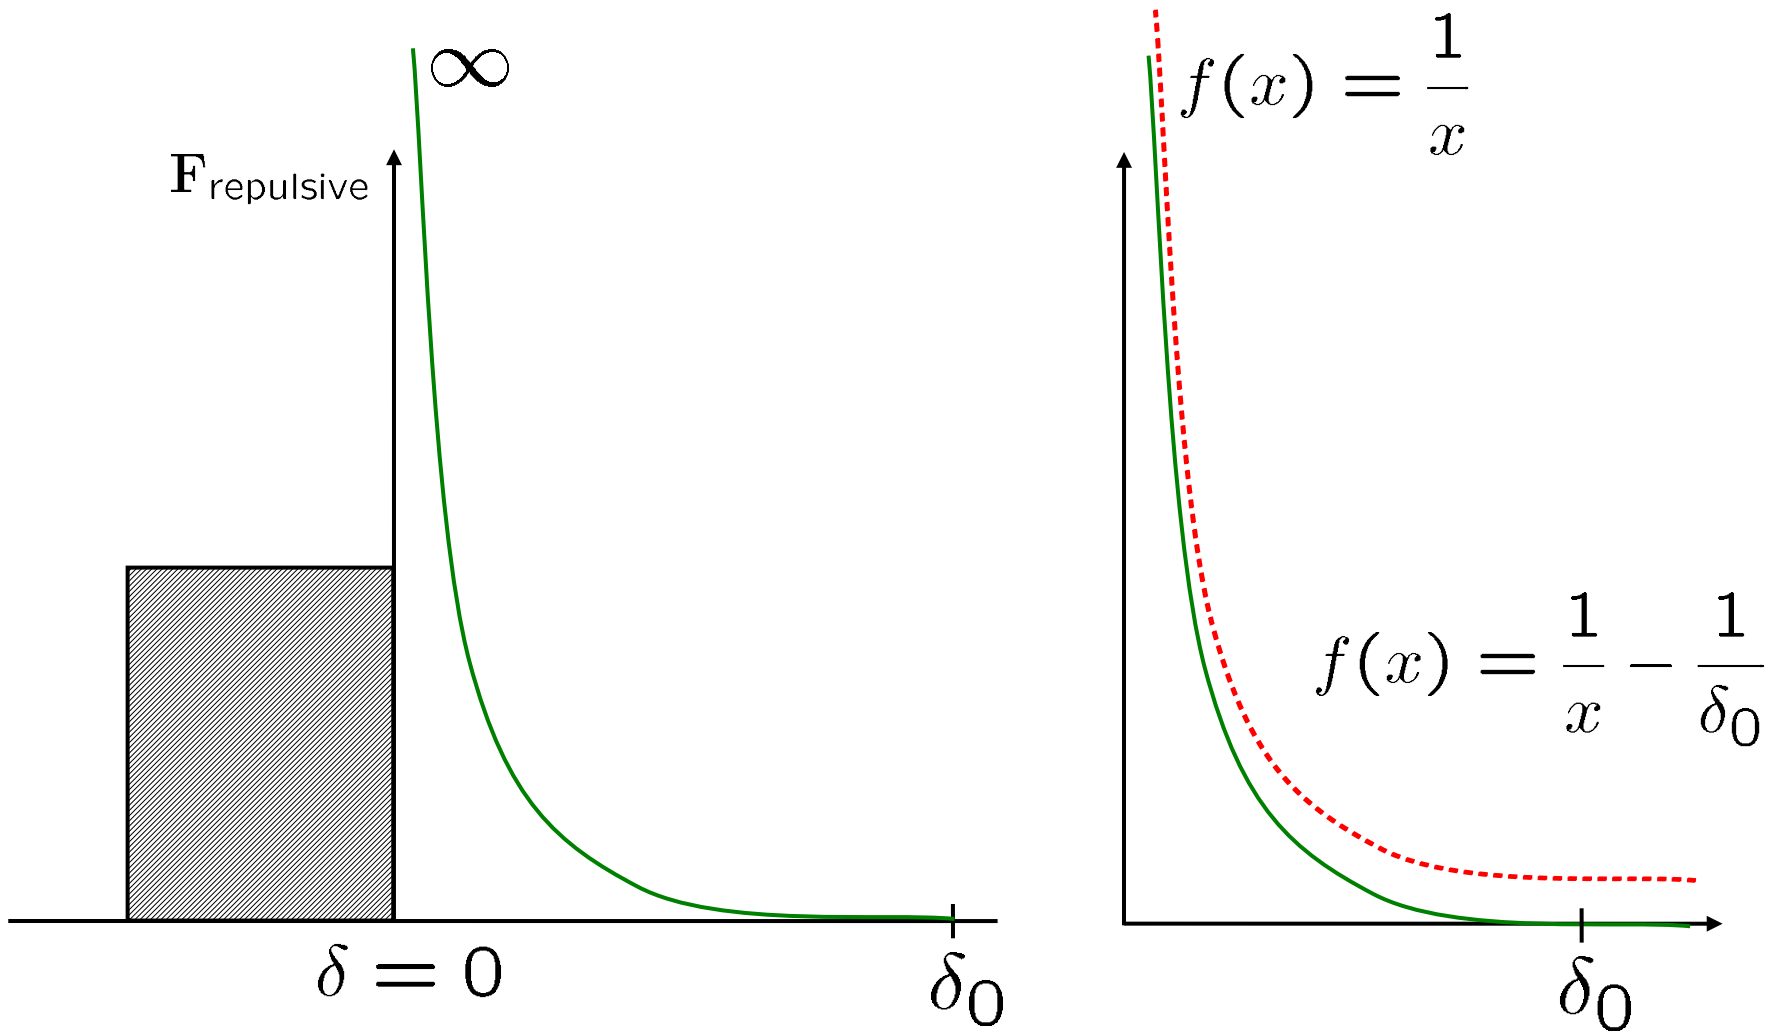 ∞
F_repulsive
δ = 0
δ₀
f(x) = 1/x
f(x) = 1/x − 1/δ₀
δ₀